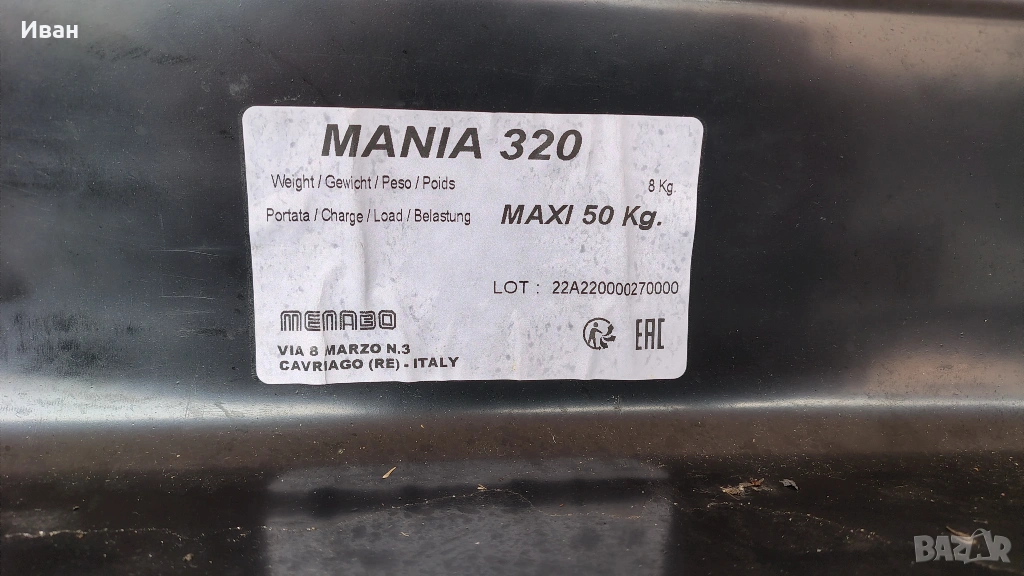 Иван
MANIA 320
Weight / Gewicht / Peso / Poids 8 Kg.
Portata / Charge / Load / Belastung MAXI 50 Kg.
LOT : 22A220000270000
MENABO
VIA 8 MARZO N.3
CAVRIAGO (RE) - ITALY
EAC
BAZAR